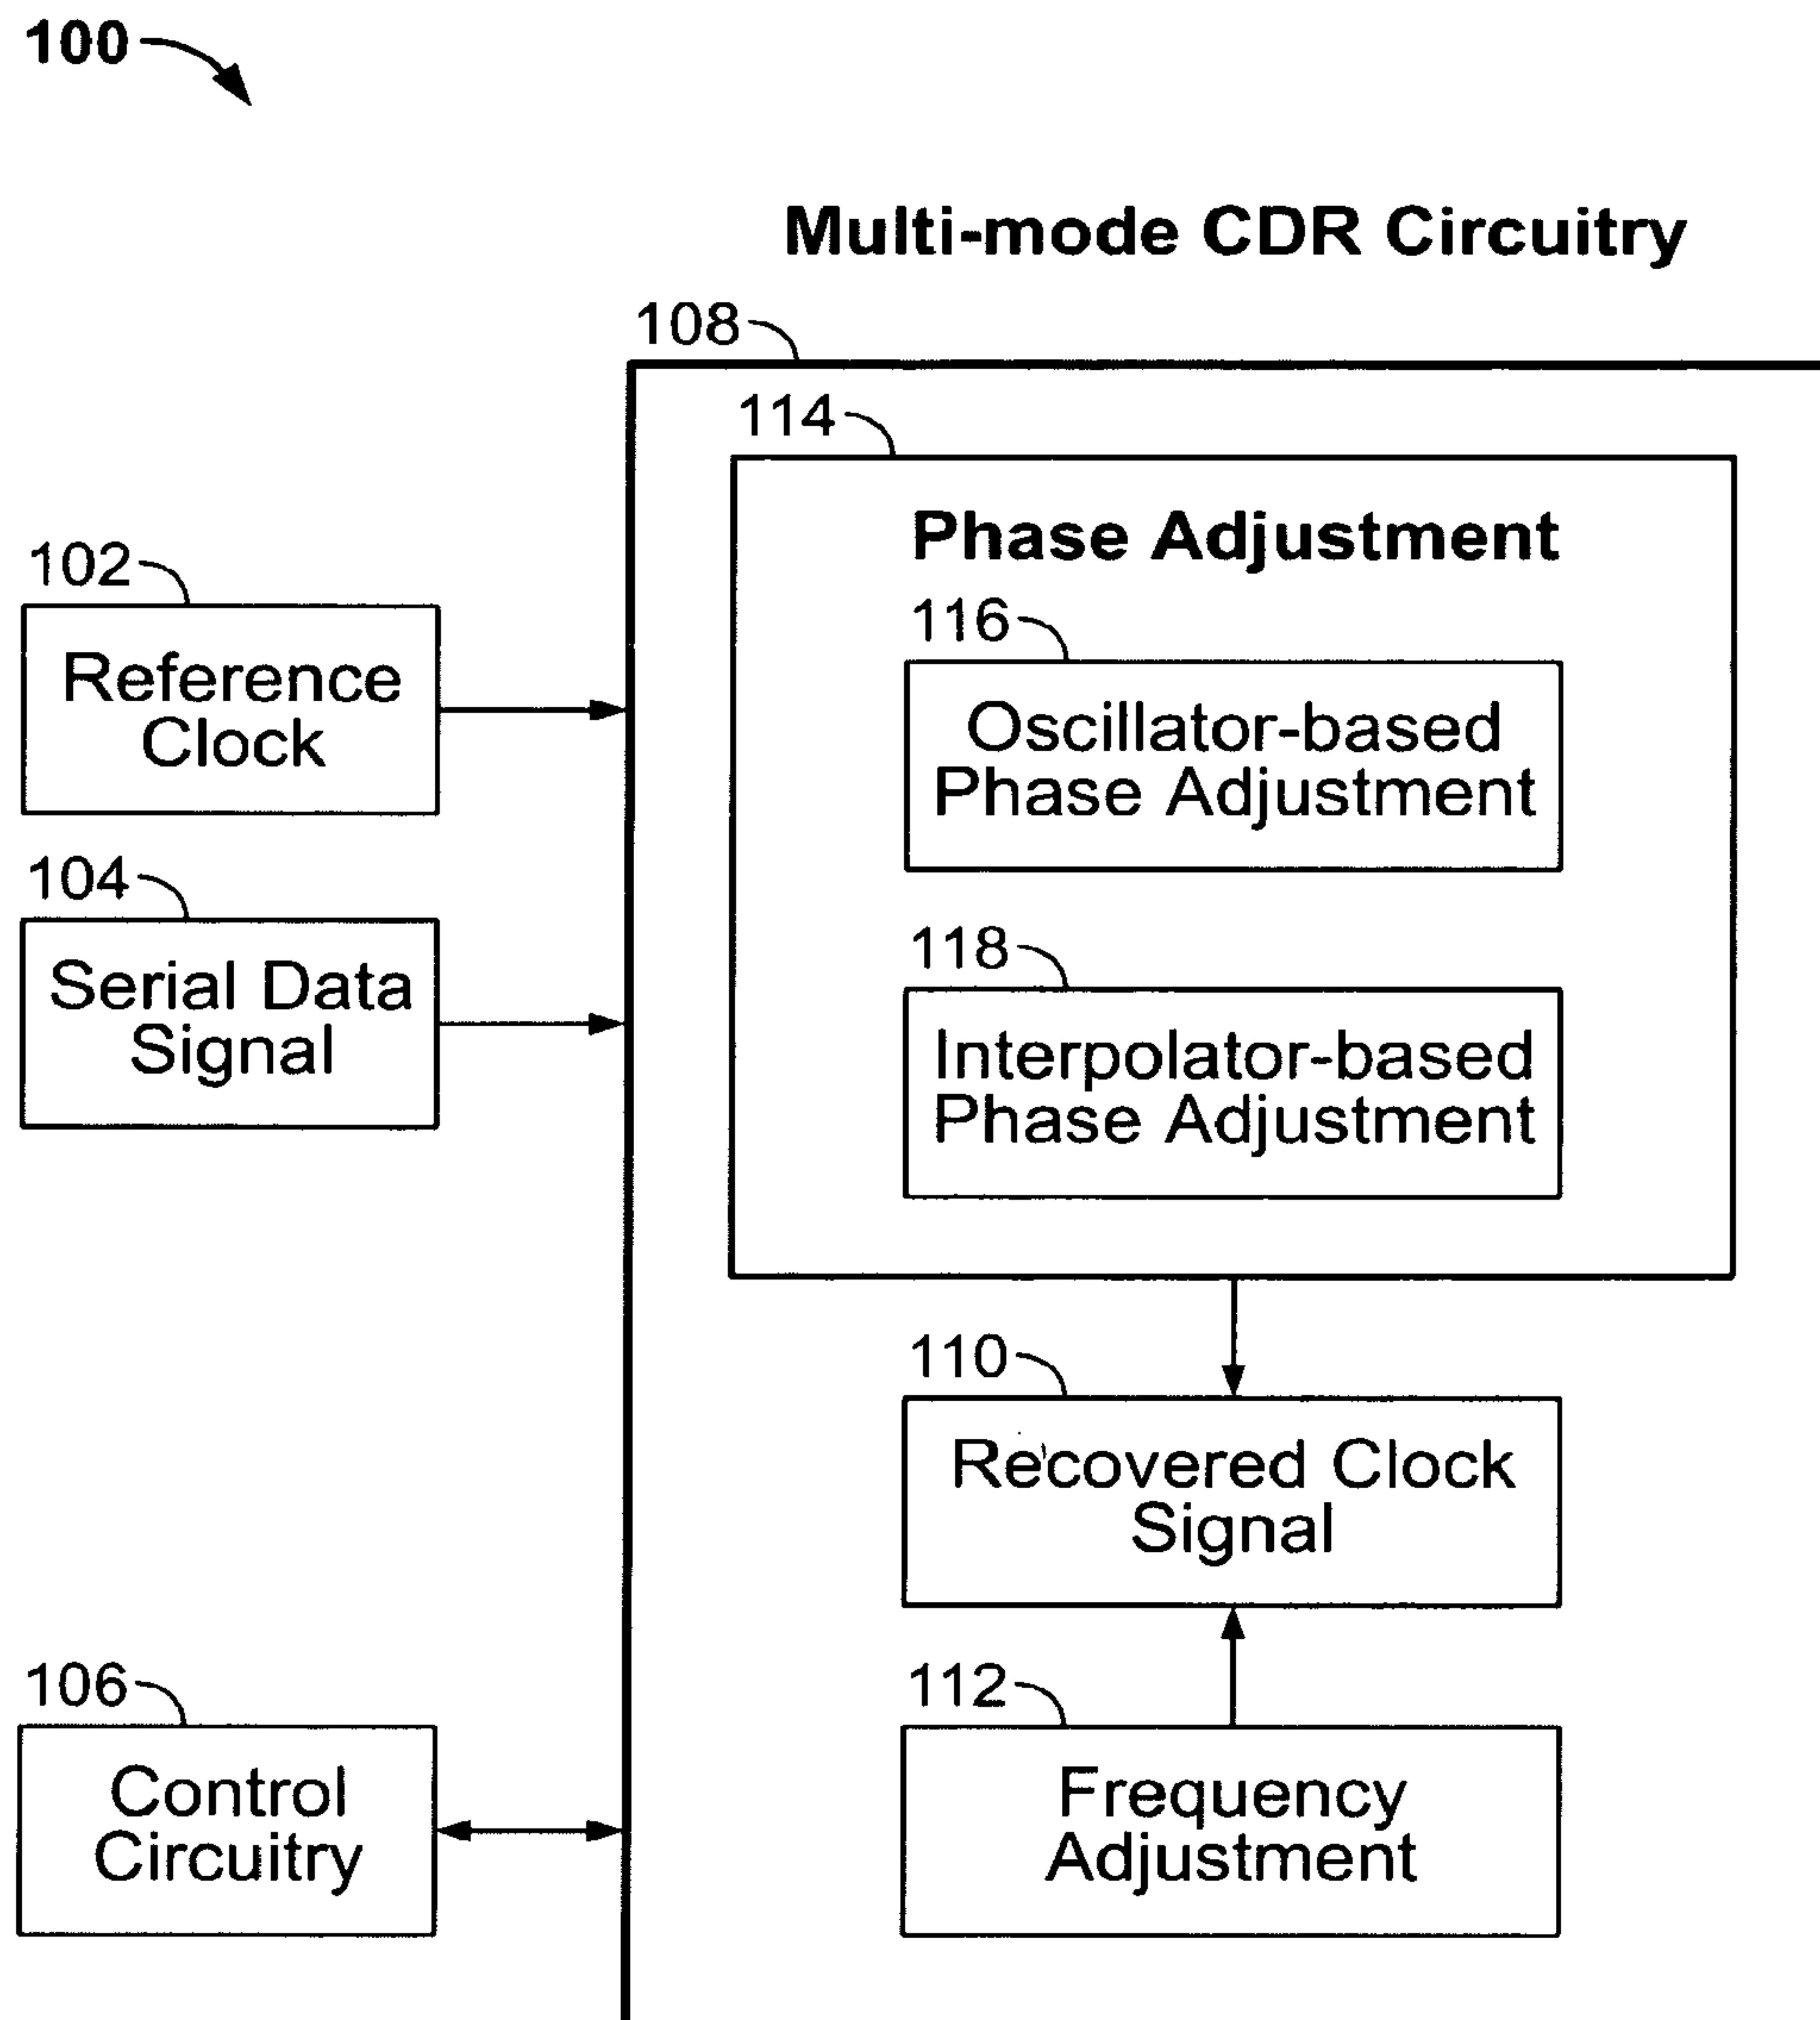 100
Multi-mode CDR Circuitry
108
114
Phase Adjustment
102
Reference
Clock
116
Oscillator-based
Phase Adjustment
104
Serial Data
Signal
118
Interpolator-based
Phase Adjustment
110
Recovered Clock
Signal
106
Control
Circuitry
112
Frequency
Adjustment